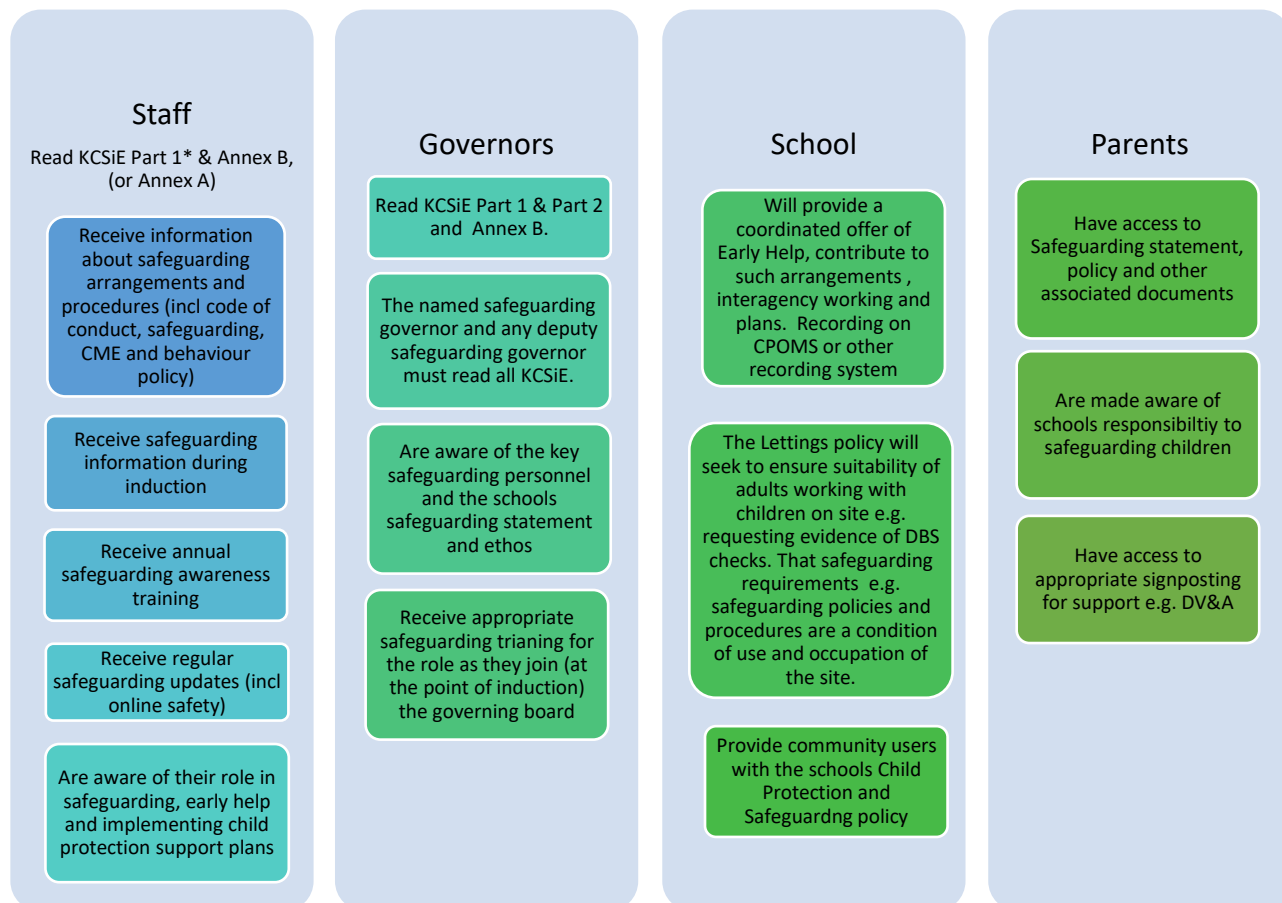 Staff
Read KCSiE Part 1* & Annex B,
(or Annex A)
Receive information
about safeguarding
arrangements and
procedures (incl code of
conduct, safeguarding,
CME and behaviour
policy)
Receive safeguarding
information during
induction
Receive annual
safeguarding awareness
training
Receive regular
safeguarding updates (incl
online safety)
Are aware of their role in
safeguarding, early help
and implementing child
protection support plans
Governors
Read KCSiE Part 1 & Part 2
and Annex B.
The named safeguarding
governor and any deputy
safeguarding governor
must read all KCSiE.
Are aware of the key
safeguarding personnel
and the schools
safeguarding statement
and ethos
Receive appropriate
safeguarding trianing for
the role as they join (at
the point of induction)
the governing board
School
Will provide a
coordinated offer of
Early Help, contribute to
such arrangements ,
interagency working and
plans. Recording on
CPOMS or other
recording system
The Lettings policy will
seek to ensure suitability of
adults working with
children on site e.g.
requesting evidence of DBS
checks. That safeguarding
requirements e.g.
safeguarding policies and
procedures are a condition
of use and occupation of
the site.
Provide community users
with the schools Child
Protection and
Safeguardng policy
Parents
Have access to
Safeguarding statement,
policy and other
associated documents
Are made aware of
schools responsibiltiy to
safeguarding children
Have access to
appropriate signposting
for support e.g. DV&A